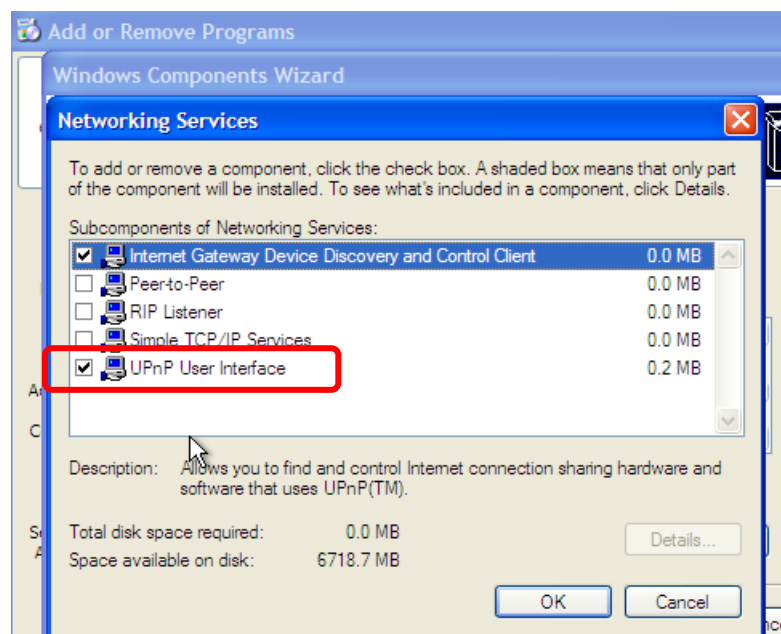 Add or Remove Programs
Windows Components Wizard
Networking Services
To add or remove a component, click the check box. A shaded box means that only part
of the component will be installed. To see what's included in a component, click Details.
Subcomponents of Networking Services:
Internet Gateway Device Discovery and Control Client 0.0 MB
Peer-to-Peer 0.0 MB
RIP Listener 0.0 MB
Simple TCP/IP Services 0.0 MB
UPnP User Interface 0.2 MB
Description: Allows you to find and control Internet connection sharing hardware and
software that uses UPnP(TM).
Total disk space required: 0.0 MB
Details...
Space available on disk: 6718.7 MB
OK Cancel